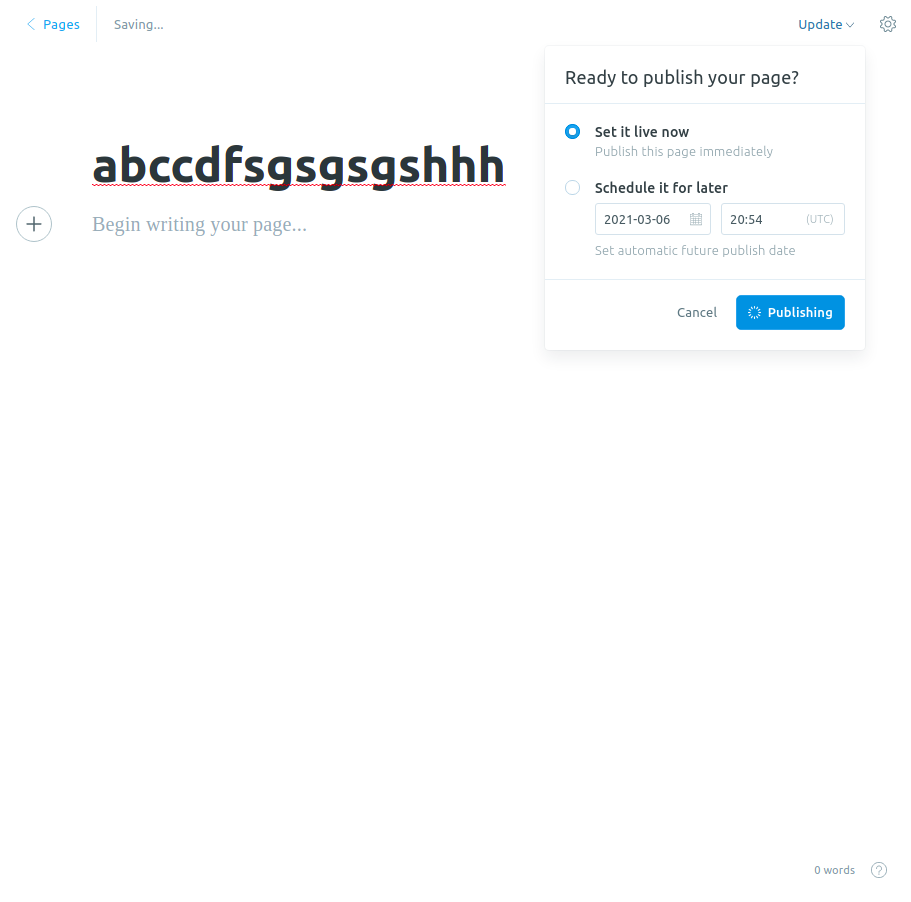 Pages
Saving...
Update
Ready to publish your page?
Set it live now
Publish this page immediately
Schedule it for later
2021-03-06
20:54 (UTC)
Set automatic future publish date
Cancel
Publishing
abccdfsgsgsgshhh
Begin writing your page...
0 words
?